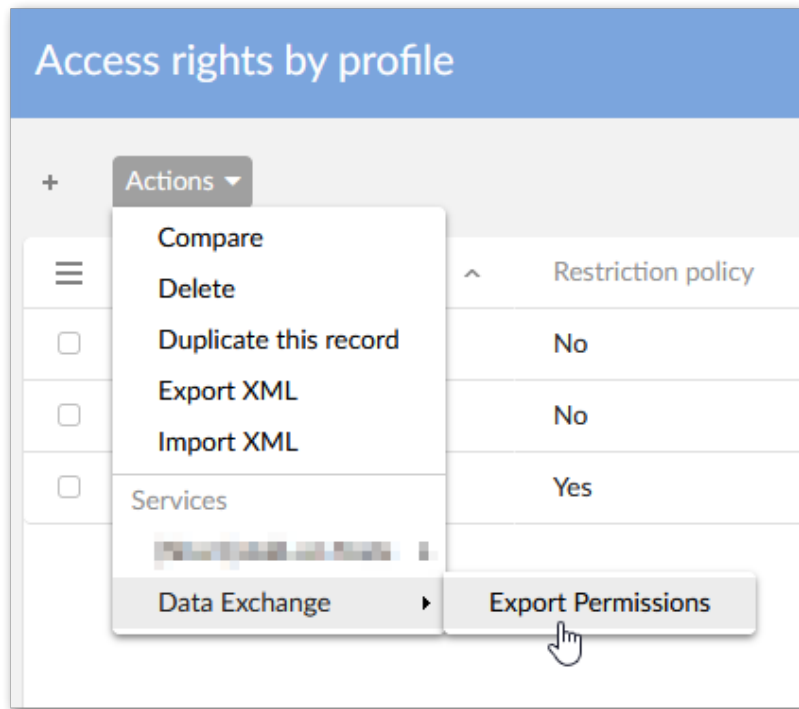 Access rights by profile
+ Actions
Restriction policy
Compare
Delete
Duplicate this record
Export XML
Import XML
No
No
Yes
Services
Data Exchange
Export Permissions